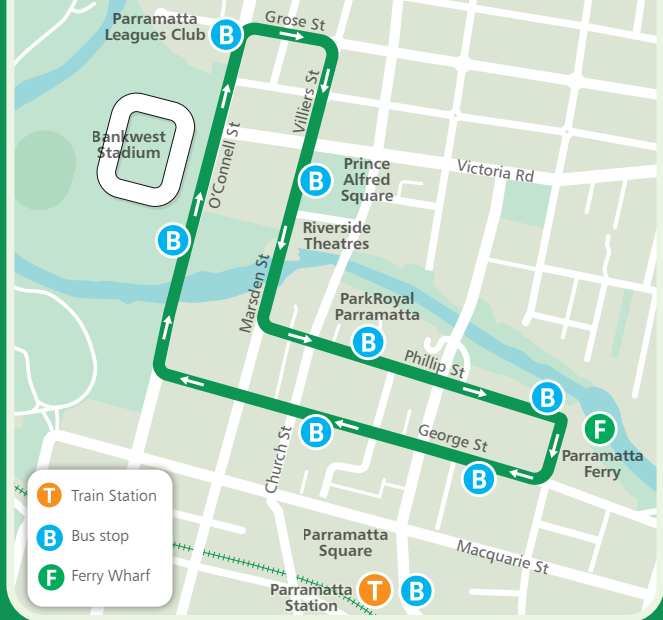 Parramatta
Leagues Club
B
Grose St
Villiers St
Bankwest
Stadium
O'Connell St
B
Prince
Alfred
Square
Victoria Rd
B
Riverside
Theatres
Marsden St
ParkRoyal
Parramatta
B
Phillip St
B
F
Parramatta
Ferry
George St
B
B
Church St
Parramatta
Square
Macquarie St
Parramatta
Station
T
B
T Train Station
B Bus stop
F Ferry Wharf